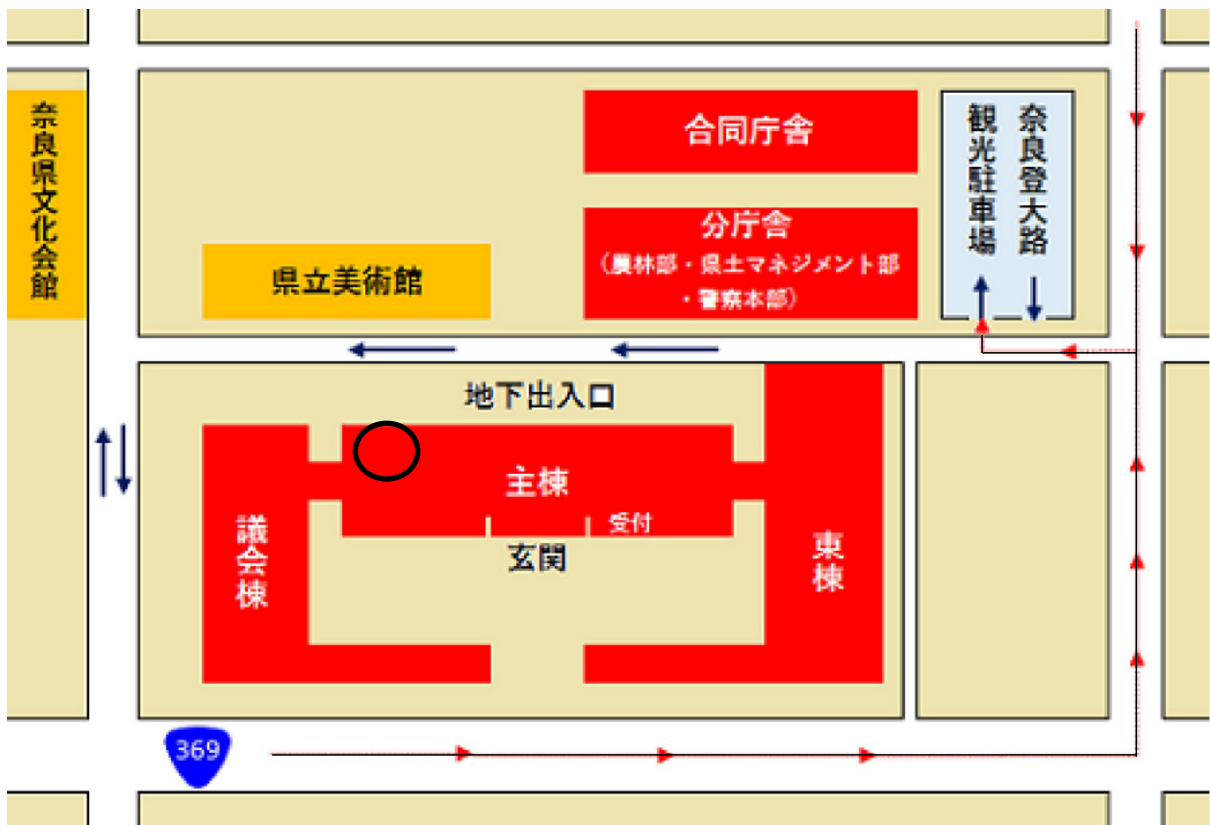 奈良県文化会館
合同庁舎
奈良登大路
観光駐車場
分庁舎
（農林部・県土マネジメント部
・警察本部）
県立美術館
地下出入口
主棟
受付
玄関
議会棟
東棟
369